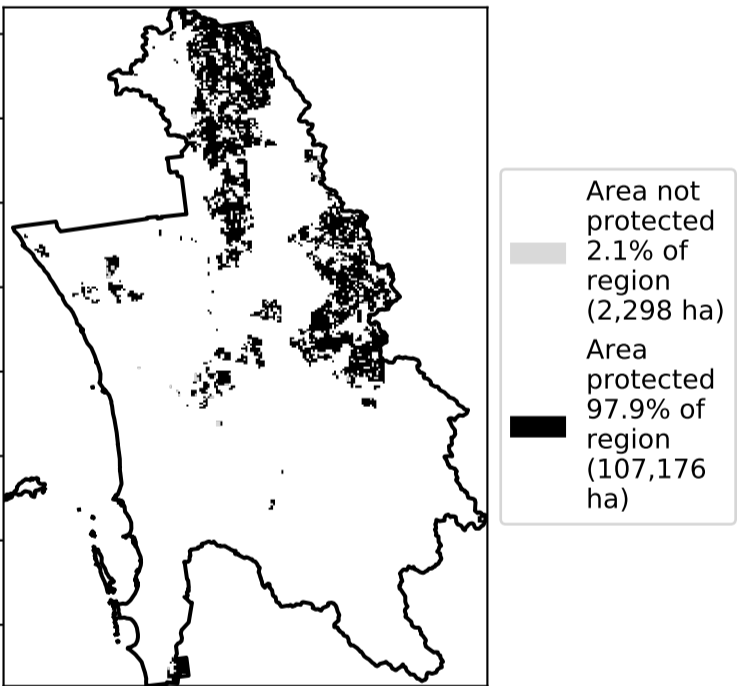 Area not
protected
2.1% of
region
(2,298 ha)
Area
protected
97.9% of
region
(107,176
ha)